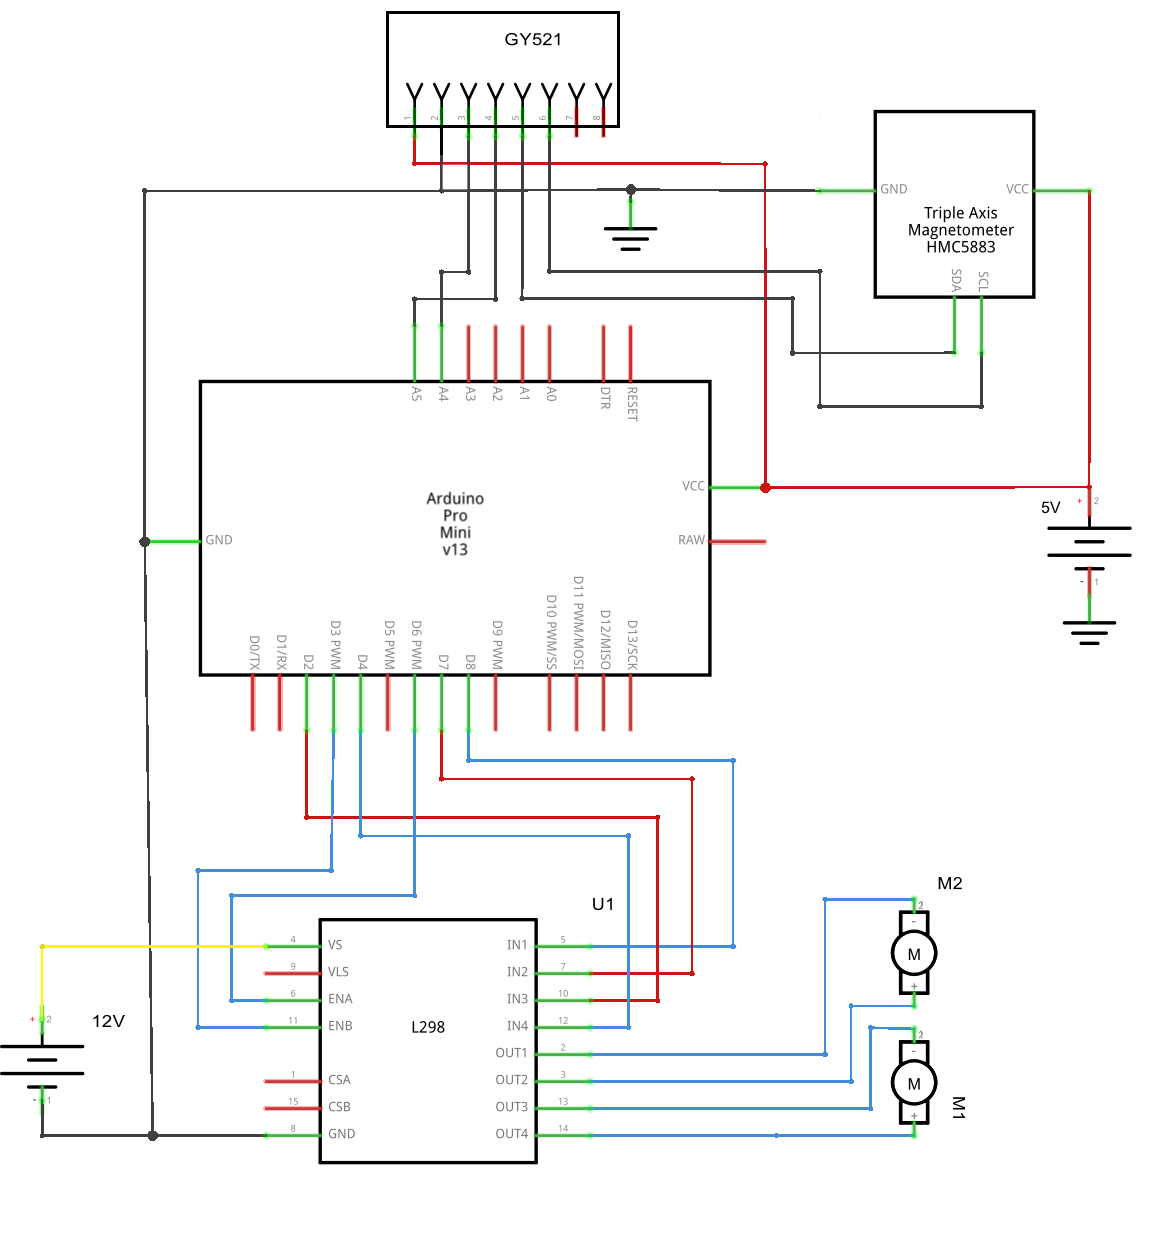 GY521
1 2 3 4 5 6 7 8
GND VCC
Triple Axis
Magnetometer
HMC5883
SDA SCL
A5 A4 A3 A2 A1 A0 DTR RESET
VCC
Arduino
Pro
Mini
v13
5V
+ 2
GND
RAW
- 1
D0/TX D1/RX D2 D3 PWM D4 D5 PWM D6 PWM D7 D8 D9 PWM D10 PWM/SS D11 PWM/MOSI D12/MISO D13/SCK
M2
U1
2
-
4 VS IN1 5
M
9 VLS IN2 7
+
6 ENA IN3 10
12V
+ 2
11 ENB L298 IN4 12
2
-
OUT1 2
1 CSA OUT2 3
M
M1
- 1
15 CSB OUT3 13
+
8 GND OUT4 14